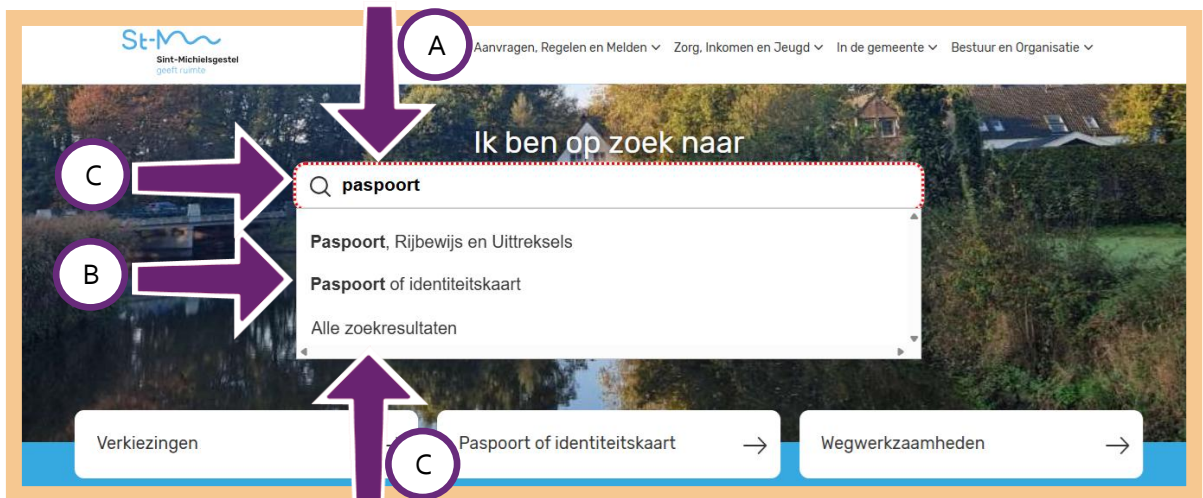 St-M
Sint-Michielsgestel
geeft ruimte
A
Aanvragen, Regelen en Melden
Zorg, Inkomen en Jeugd
In de gemeente
Bestuur en Organisatie
Ik ben op zoek naar
C
paspoort
Paspoort, Rijbewijs en Uittreksels
B
Paspoort of identiteitskaart
Alle zoekresultaten
Verkiezingen
C
Paspoort of identiteitskaart
Wegwerkzaamheden